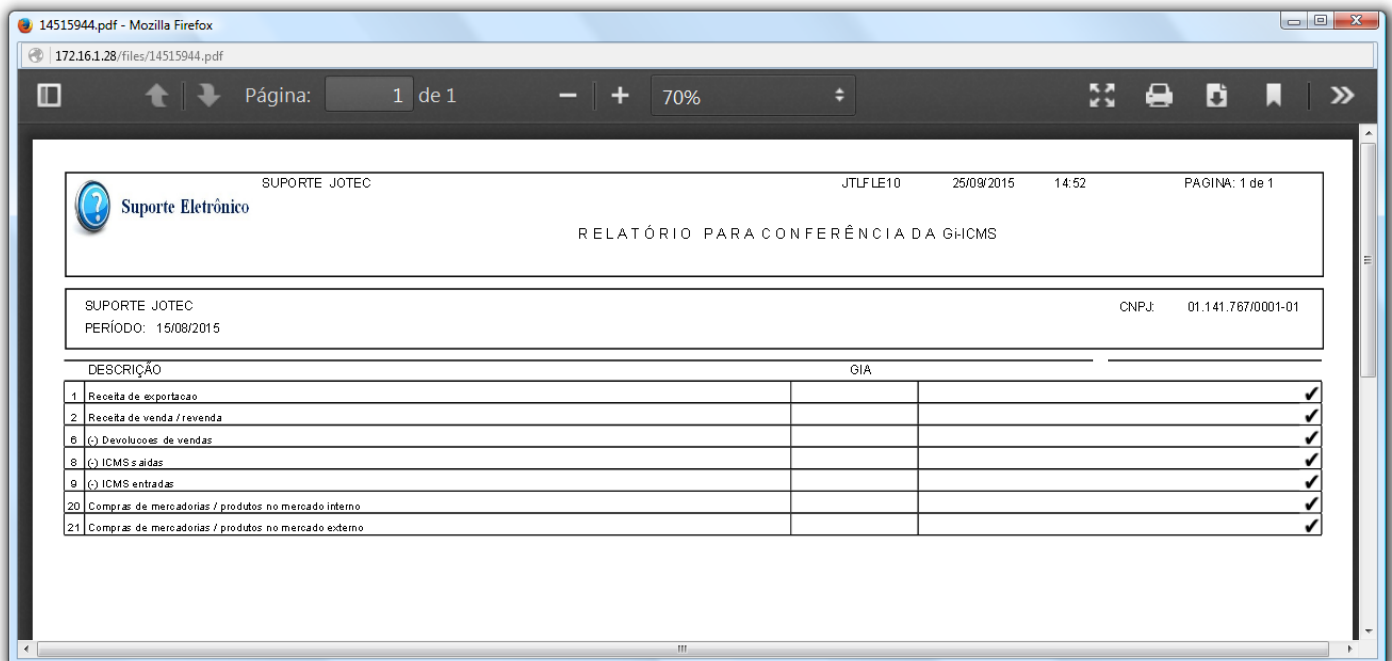 14515944.pdf - Mozilla Firefox
172.16.1.28/files/14515944.pdf
Página: 1 de 1 70%
SUPORTE JOTEC JTLFLE10 25/09/2015 14:52 PAGINA: 1 de 1
Suporte Eletrônico
RELATÓRIO PARA CONFERÊNCIA DA Gi-ICMS
SUPORTE JOTEC CNPJ: 01.141.767/0001-01
PERÍODO: 15/08/2015
DESCRIÇÃO GIA
1 Receita de exportacao
2 Receita de venda / revenda
6 (-) Devolucoes de vendas
8 (-) ICMS saidas
9 (-) ICMS entradas
20 Compras de mercadorias / produtos no mercado interno
21 Compras de mercadorias / produtos no mercado externo